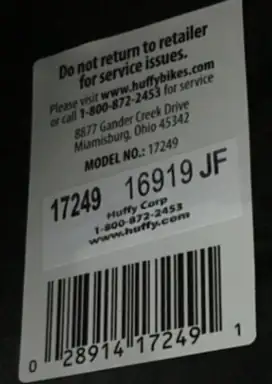 Do not return to retailer
for service issues.
Please visit www.huffybikes.com
or call 1-800-872-2453 for service
8877 Gander Creek Drive
Miamisburg, Ohio 45342
MODEL NO.: 17249
17249 16919 JF
Huffy Corp
1-800-872-2453
www.huffy.com
0 28914 17249 1